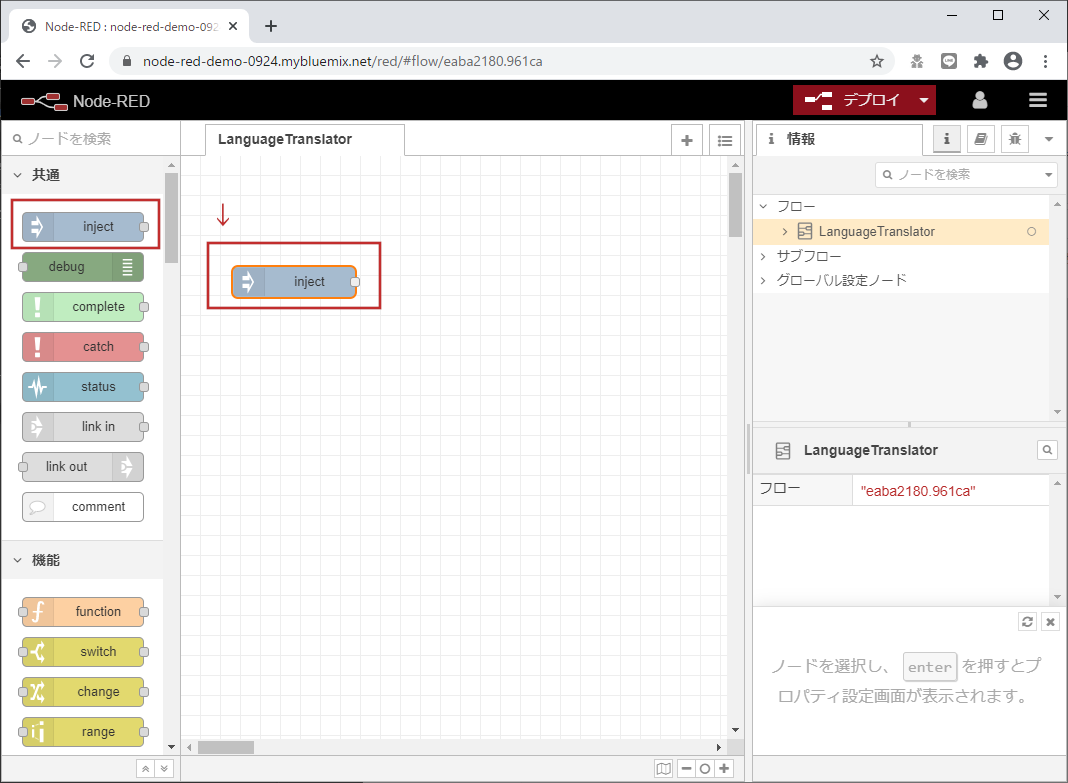 Node-RED : node-red-demo-092
node-red-demo-0924.mybluemix.net/red/#flow/eaba2180.961ca
Node-RED
デプロイ
ノードを検索
共通
inject
debug
complete
catch
status
link in
link out
comment
機能
function
switch
change
range
LanguageTranslator
inject
情報
ノードを検索
フロー
LanguageTranslator
サブフロー
グローバル設定ノード
LanguageTranslator
フロー "eaba2180.961ca"
ノードを選択し、 enter を押すとプ
ロパティ設定画面が表示されます。